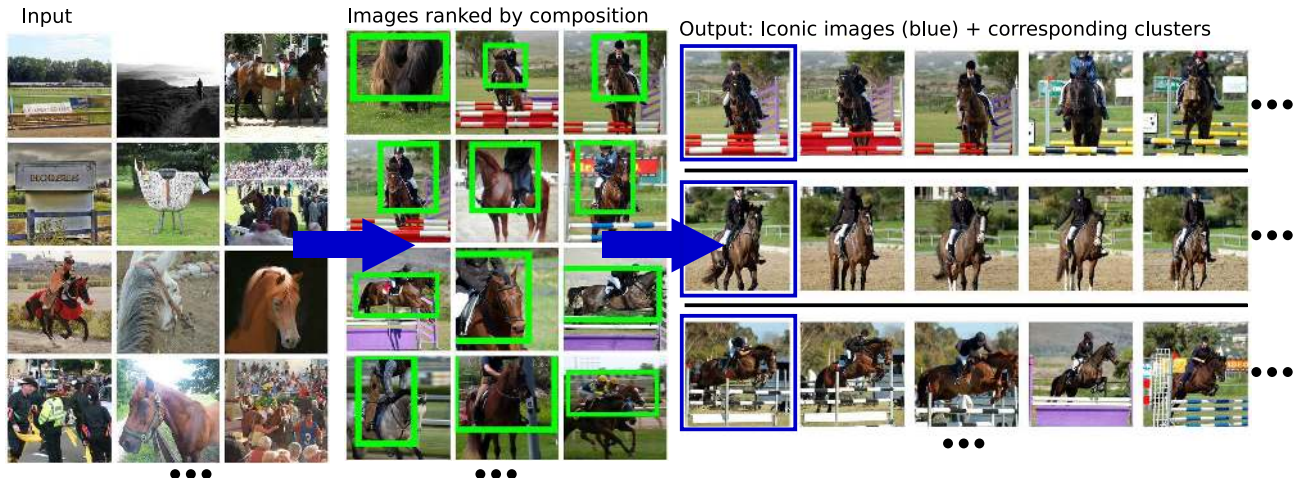 Input
Images ranked by composition
Output: Iconic images (blue) + corresponding clusters